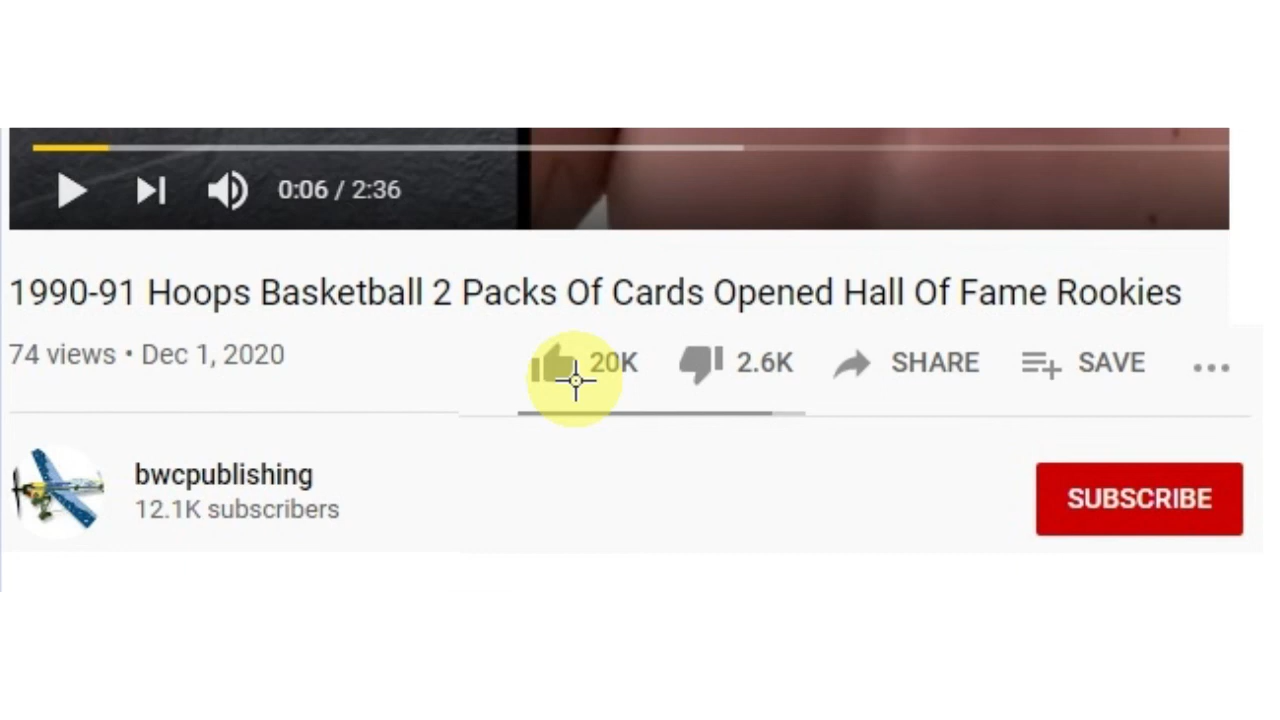 0:06 / 2:36
1990-91 Hoops Basketball 2 Packs Of Cards Opened Hall Of Fame Rookies
74 views • Dec 1, 2020
20K 2.6K SHARE SAVE
bwcpublishing
12.1K subscribers
SUBSCRIBE